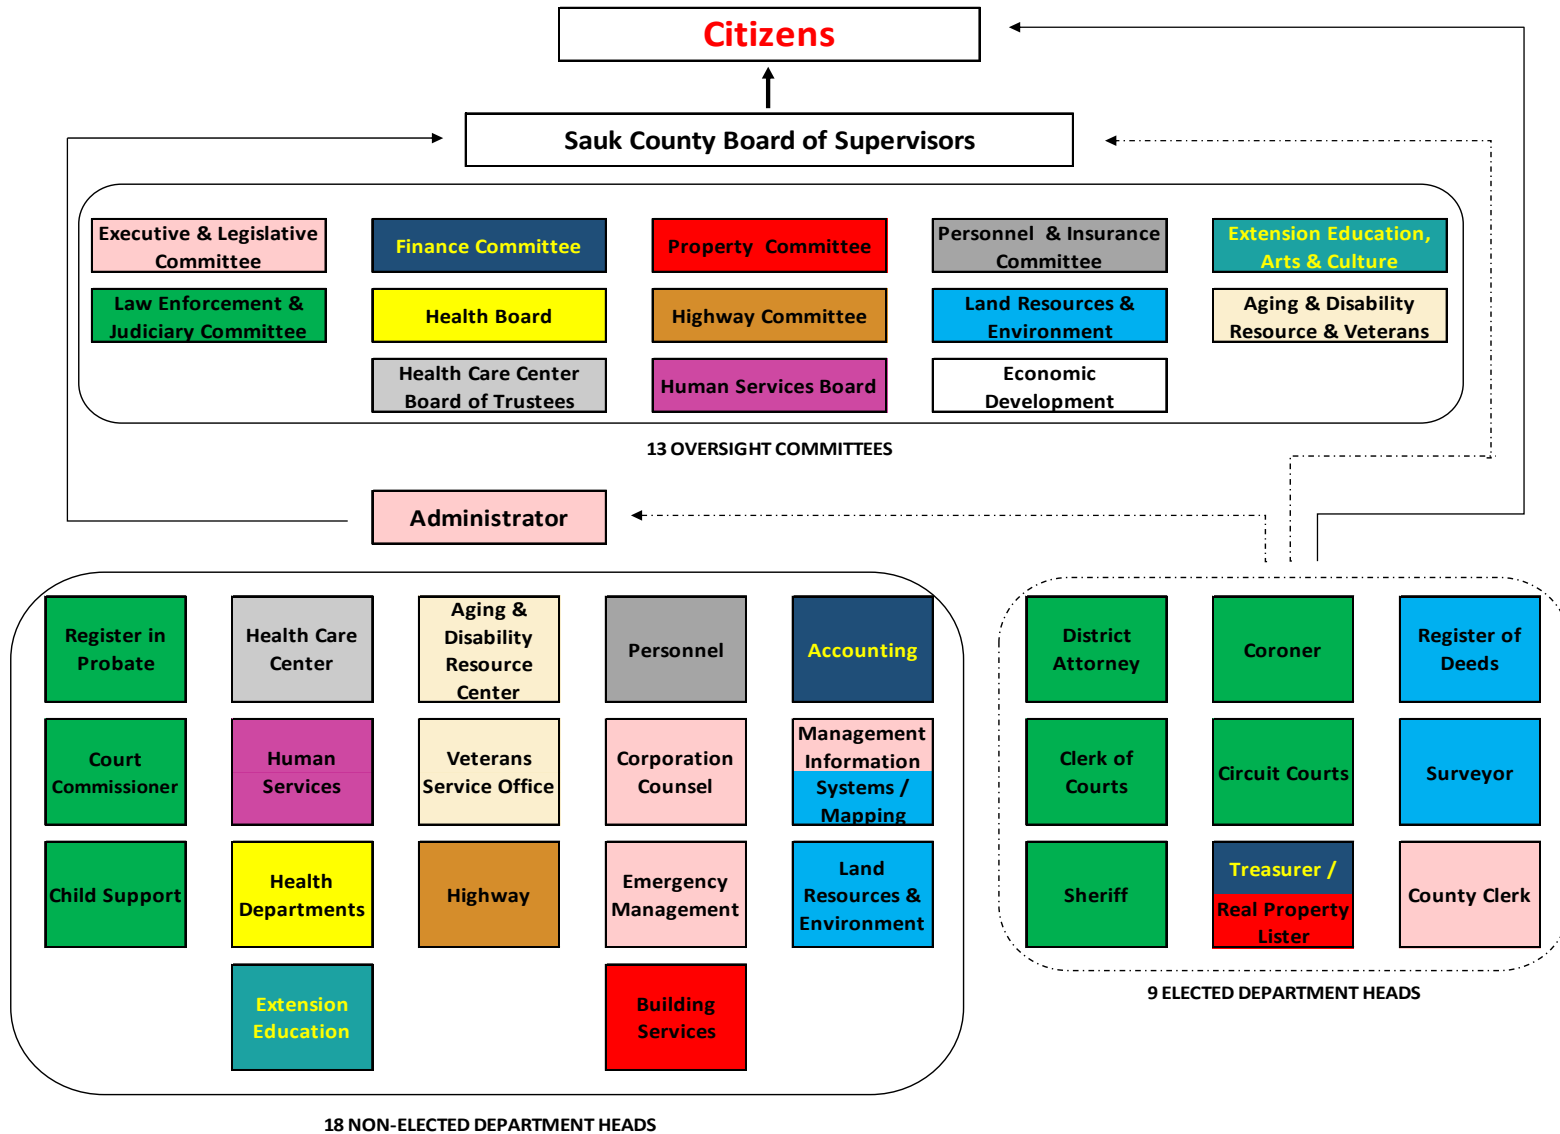 Citizens
Sauk County Board of Supervisors
Executive & Legislative
Committee
Finance Committee
Property Committee
Personnel & Insurance
Committee
Extension Education,
Arts & Culture
Law Enforcement &
Judiciary Committee
Health Board
Highway Committee
Land Resources &
Environment
Aging & Disability
Resource & Veterans
Health Care Center
Board of Trustees
Human Services Board
Economic
Development
13 OVERSIGHT COMMITTEES
Administrator
Register in
Probate
Health Care
Center
Aging &
Disability
Resource
Center
Personnel
Accounting
Court
Commissioner
Human
Services
Veterans
Service Office
Corporation
Counsel
Management
Information
Systems /
Mapping
Child Support
Health
Departments
Highway
Emergency
Management
Land
Resources &
Environment
Extension
Education
Building
Services
18 NON-ELECTED DEPARTMENT HEADS
District
Attorney
Coroner
Register of
Deeds
Clerk of
Courts
Circuit Courts
Surveyor
Sheriff
Treasurer /
Real Property
Lister
County Clerk
9 ELECTED DEPARTMENT HEADS